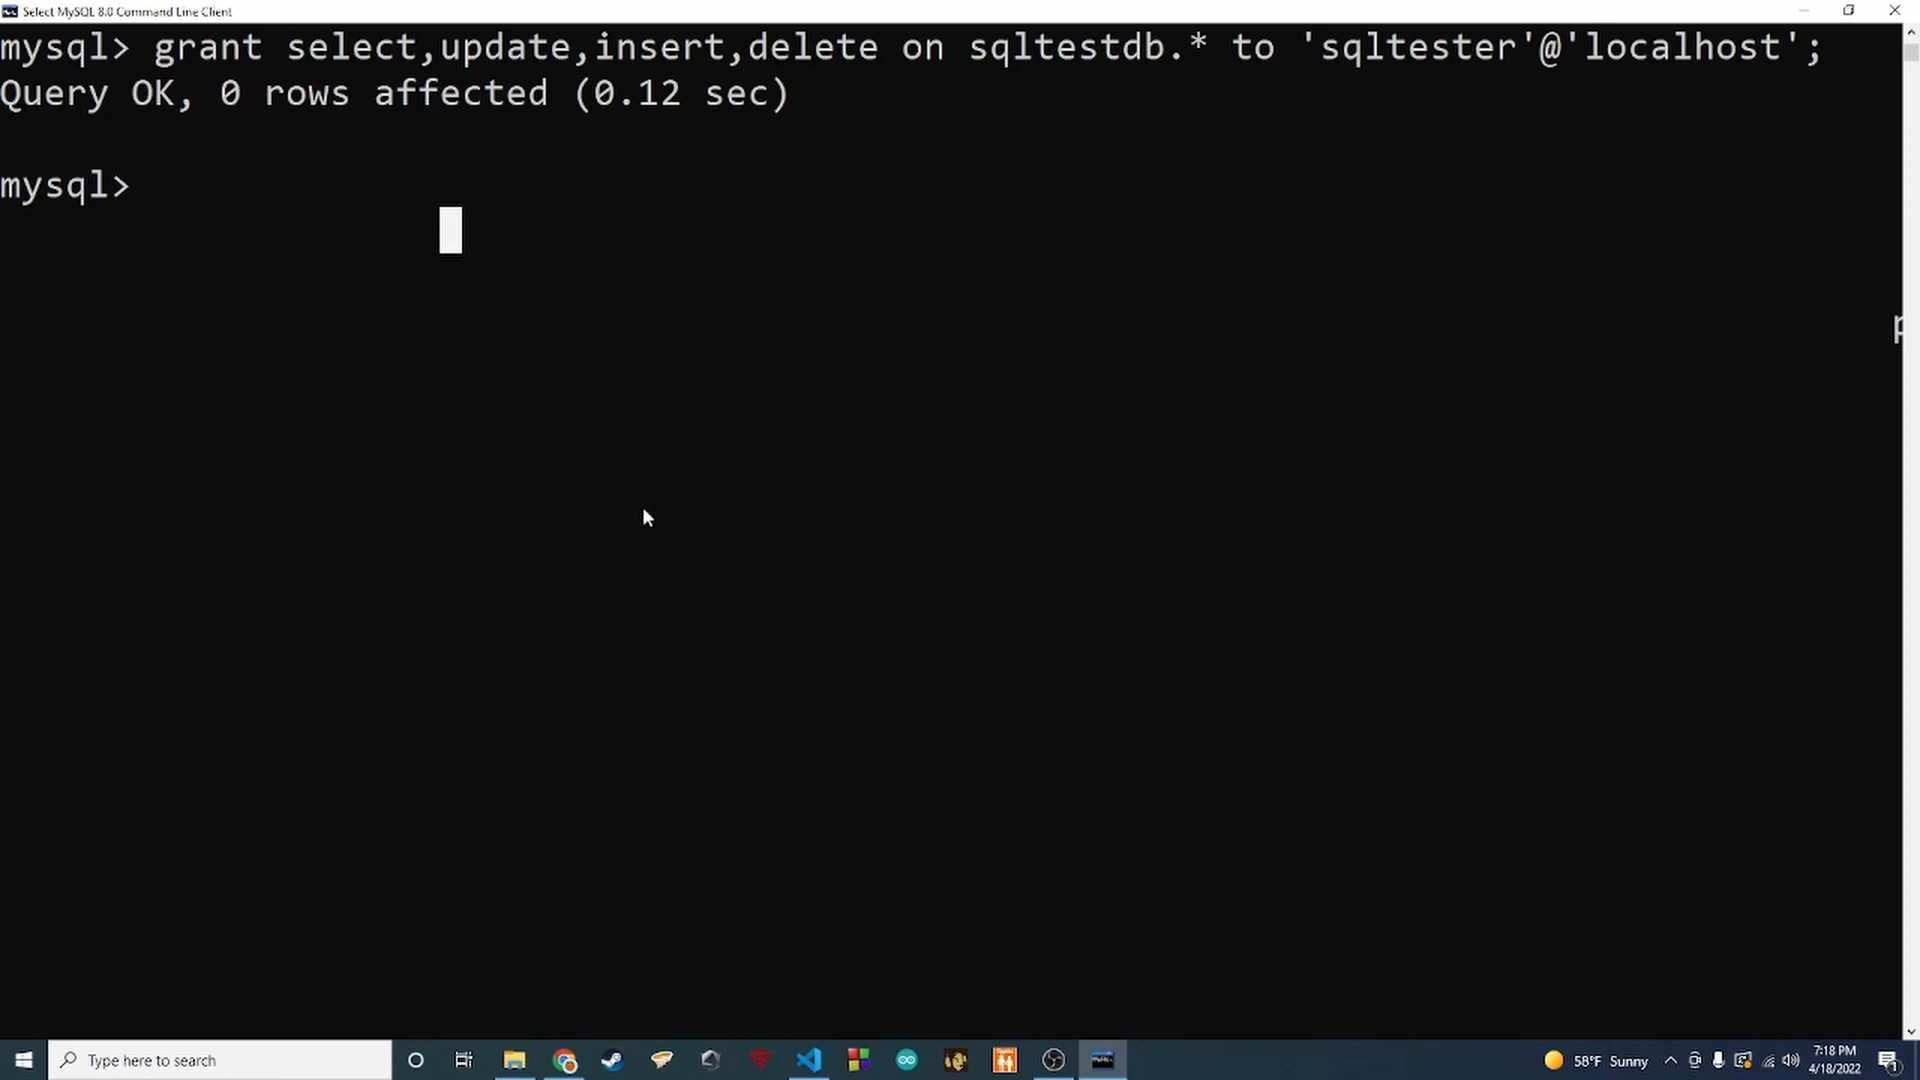 Select MySQL 8.0 Command Line Client
mysql> grant select,update,insert,delete on sqltestdb.* to 'sqltester'@'localhost';
Query OK, 0 rows affected (0.12 sec)
mysql>
p
Type here to search
58°F Sunny
7:18 PM
4/18/2022
1